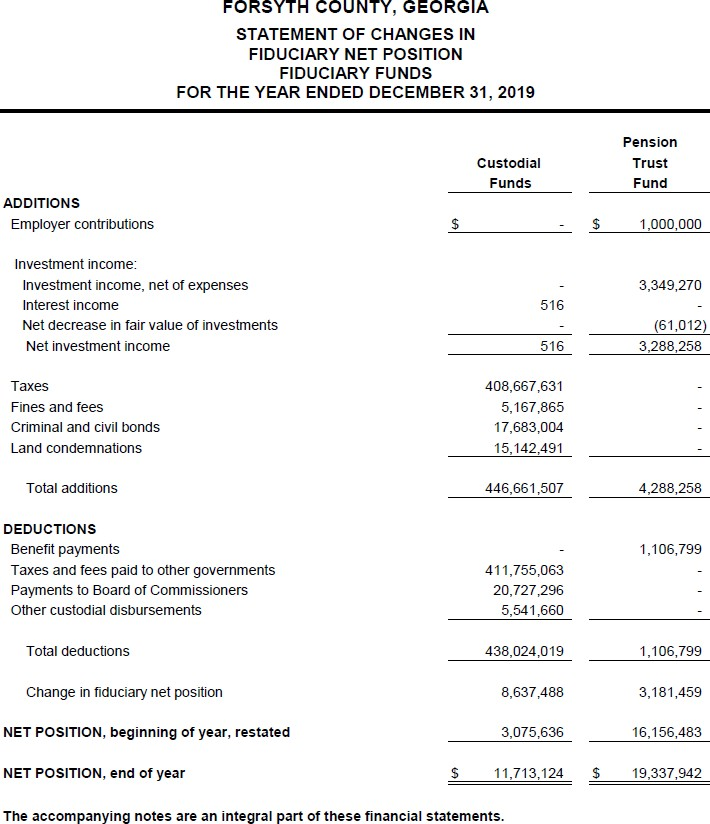 FORSYTH COUNTY, GEORGIA
STATEMENT OF CHANGES IN
FIDUCIARY NET POSITION
FIDUCIARY FUNDS
FOR THE YEAR ENDED DECEMBER 31, 2019
Pension
Custodial Trust
Funds Fund
ADDITIONS
Employer contributions $ - $ 1,000,000
Investment income:
Investment income, net of expenses - 3,349,270
Interest income 516 -
Net decrease in fair value of investments - (61,012)
Net investment income 516 3,288,258
Taxes 408,667,631 -
Fines and fees 5,167,865 -
Criminal and civil bonds 17,683,004 -
Land condemnations 15,142,491 -
Total additions 446,661,507 4,288,258
DEDUCTIONS
Benefit payments - 1,106,799
Taxes and fees paid to other governments 411,755,063 -
Payments to Board of Commissioners 20,727,296 -
Other custodial disbursements 5,541,660 -
Total deductions 438,024,019 1,106,799
Change in fiduciary net position 8,637,488 3,181,459
NET POSITION, beginning of year, restated 3,075,636 16,156,483
NET POSITION, end of year $ 11,713,124 $ 19,337,942
The accompanying notes are an integral part of these financial statements.